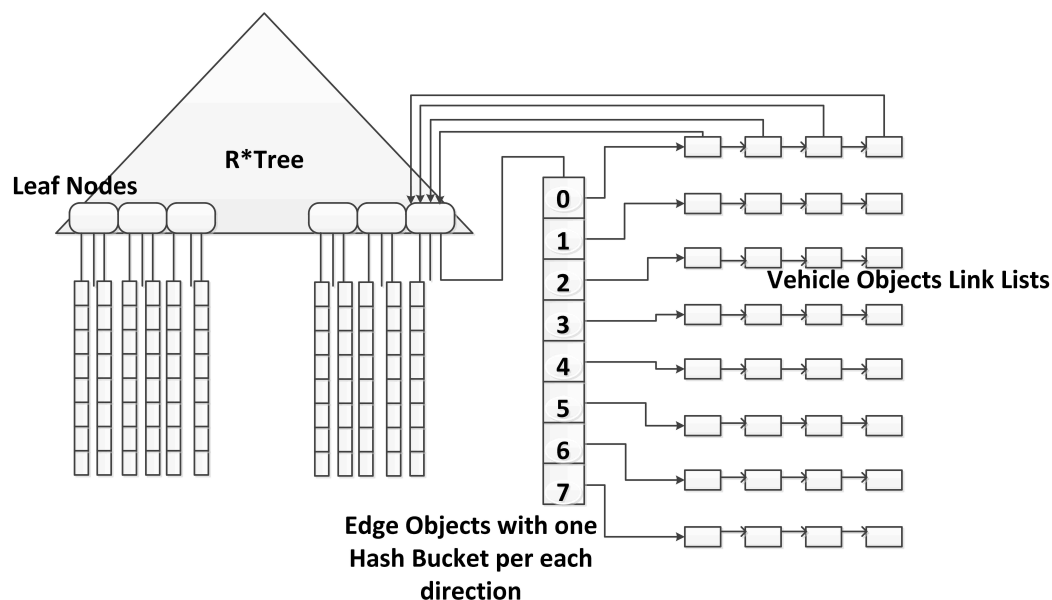 R*Tree
Leaf Nodes
0
1
2
3
4
5
6
7
Vehicle Objects Link Lists
Edge Objects with one
Hash Bucket per each
direction